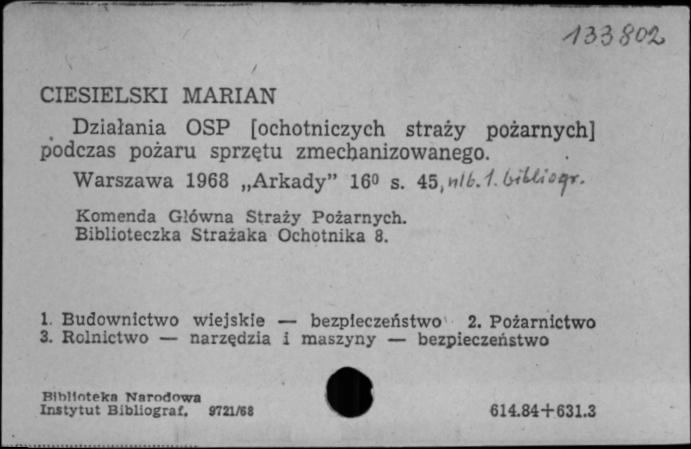 133802
CIESIELSKI MARIAN
Działania OSP [ochotniczych straży pożarnych]
podczas pożaru sprzętu zmechanizowanego.
Warszawa 1968 „Arkady” 16⁰ s. 45, nlb. 1. bibliogr.
Komenda Główna Straży Pożarnych.
Biblioteczka Strażaka Ochotnika 8.
1. Budownictwo wiejskie — bezpieczeństwo 2. Pożarnictwo
3. Rolnictwo — narzędzia i maszyny — bezpieczeństwo
Biblioteka Narodowa
Instytut Bibliograf. 9721/68
614.84+631.3